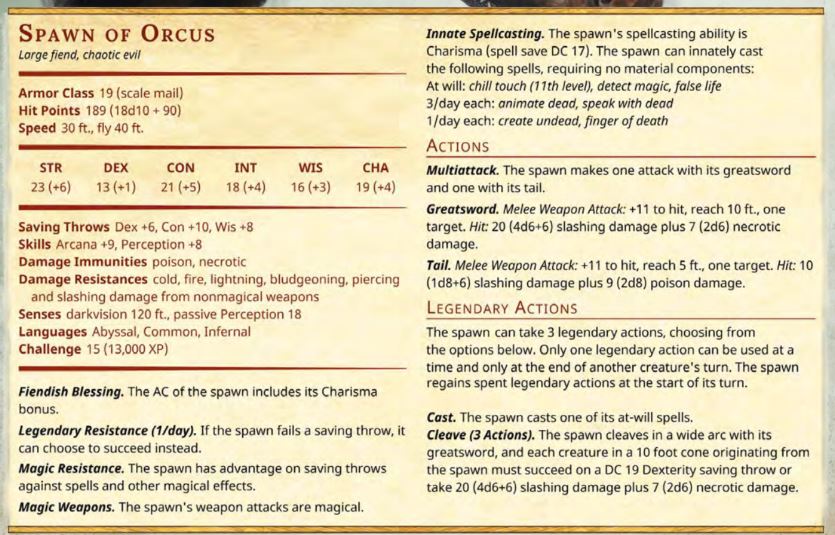 Spawn of Orcus
Large fiend, chaotic evil
Armor Class 19 (scale mail)
Hit Points 189 (18d10 + 90)
Speed 30 ft., fly 40 ft.
STR DEX CON INT WIS CHA
23 (+6) 13 (+1) 21 (+5) 18 (+4) 16 (+3) 19 (+4)
Saving Throws Dex +6, Con +10, Wis +8
Skills Arcana +9, Perception +8
Damage Immunities poison, necrotic
Damage Resistances cold, fire, lightning, bludgeoning, piercing
and slashing damage from nonmagical weapons
Senses darkvision 120 ft., passive Perception 18
Languages Abyssal, Common, Infernal
Challenge 15 (13,000 XP)
Fiendish Blessing. The AC of the spawn includes its Charisma
bonus.
Legendary Resistance (1/day). If the spawn fails a saving throw, it
can choose to succeed instead.
Magic Resistance. The spawn has advantage on saving throws
against spells and other magical effects.
Magic Weapons. The spawn's weapon attacks are magical.
Innate Spellcasting. The spawn's spellcasting ability is
Charisma (spell save DC 17). The spawn can innately cast
the following spells, requiring no material components:
At will: chill touch (11th level), detect magic, false life
3/day each: animate dead, speak with dead
1/day each: create undead, finger of death
Actions
Multiattack. The spawn makes one attack with its greatsword
and one with its tail.
Greatsword. Melee Weapon Attack: +11 to hit, reach 10 ft., one
target. Hit: 20 (4d6+6) slashing damage plus 7 (2d6) necrotic
damage.
Tail. Melee Weapon Attack: +11 to hit, reach 5 ft., one target. Hit: 10
(1d8+6) slashing damage plus 9 (2d8) poison damage.
Legendary Actions
The spawn can take 3 legendary actions, choosing from
the options below. Only one legendary action can be used at a
time and only at the end of another creature's turn. The spawn
regains spent legendary actions at the start of its turn.
Cast. The spawn casts one of its at-will spells.
Cleave (3 Actions). The spawn cleaves in a wide arc with its
greatsword, and each creature in a 10 foot cone originating from
the spawn must succeed on a DC 19 Dexterity saving throw or
take 20 (4d6+6) slashing damage plus 7 (2d6) necrotic damage.